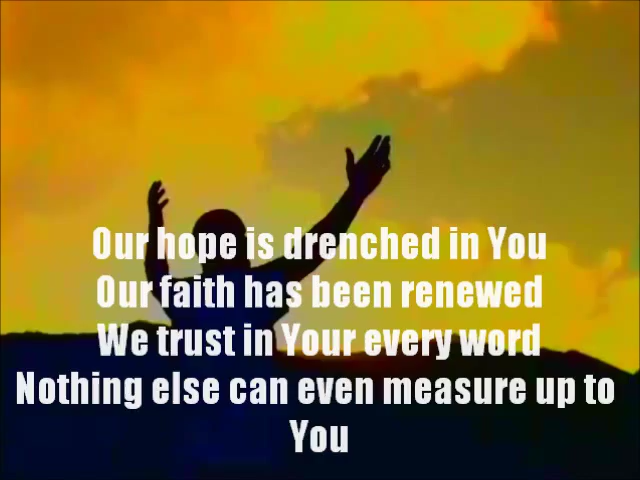 Our hope is drenched in You
Our faith has been renewed
We trust in Your every word
Nothing else can even measure up to
You